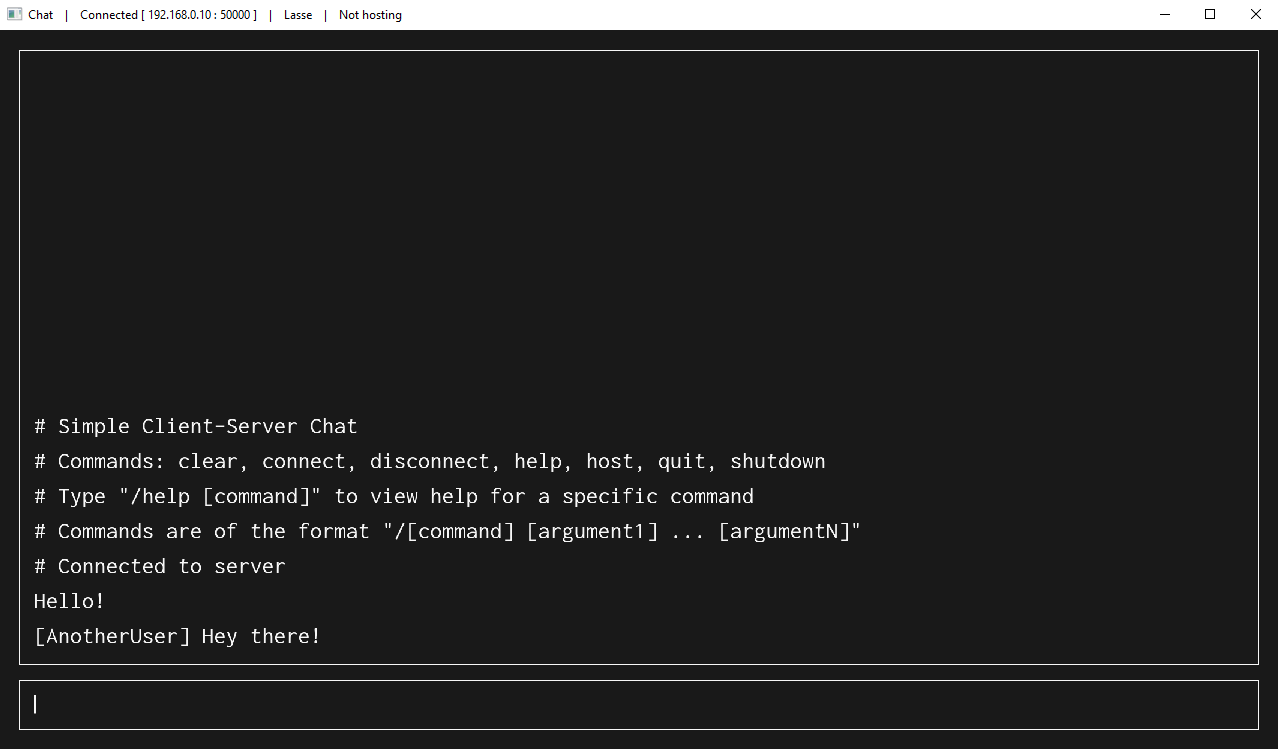 Chat | Connected [ 192.168.0.10 : 50000 ] | Lasse | Not hosting
# Simple Client-Server Chat
# Commands: clear, connect, disconnect, help, host, quit, shutdown
# Type "/help [command]" to view help for a specific command
# Commands are of the format "/[command] [argument1] ... [argumentN]"
# Connected to server
Hello!
[AnotherUser] Hey there!